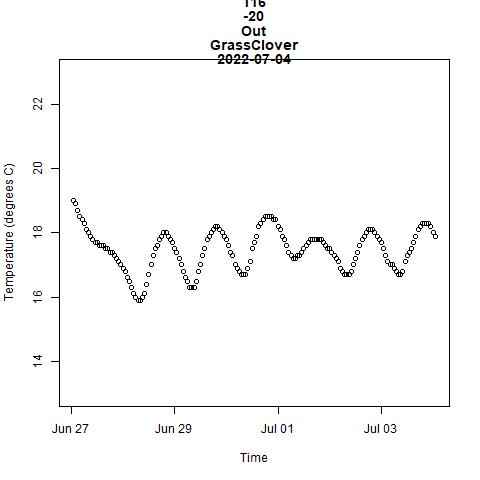 T16
-20
Out
GrassClover
2022-07-04
Temperature (degrees C)
22
20
18
16
14
Jun 27
Jun 29
Jul 01
Jul 03
Time